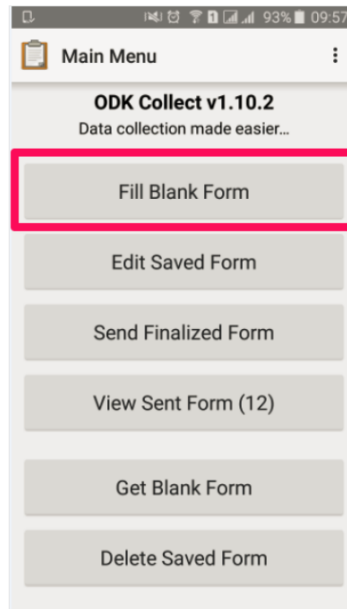 93% 09:57
Main Menu
ODK Collect v1.10.2
Data collection made easier...
Fill Blank Form
Edit Saved Form
Send Finalized Form
View Sent Form (12)
Get Blank Form
Delete Saved Form